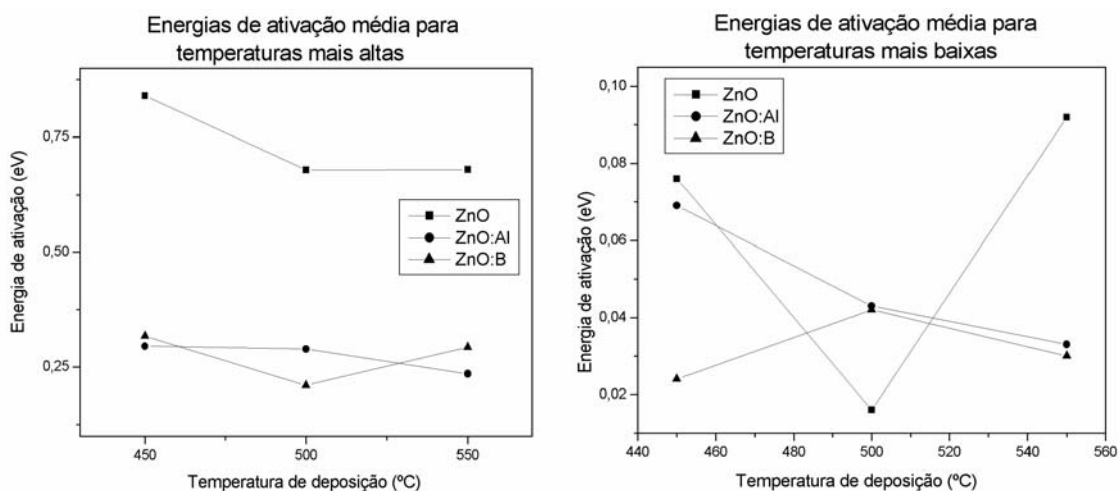 Energias de ativação média para
temperaturas mais altas
Energia de ativação (eV)
0,75
0,50
0,25
ZnO
ZnO:Al
ZnO:B
450
500
550
Temperatura de deposição (ºC)
Energias de ativação média para
temperaturas mais baixas
Energia de ativação (eV)
0,10
0,08
0,06
0,04
0,02
ZnO
ZnO:Al
ZnO:B
440
460
480
500
520
540
560
Temperatura de deposição (ºC)